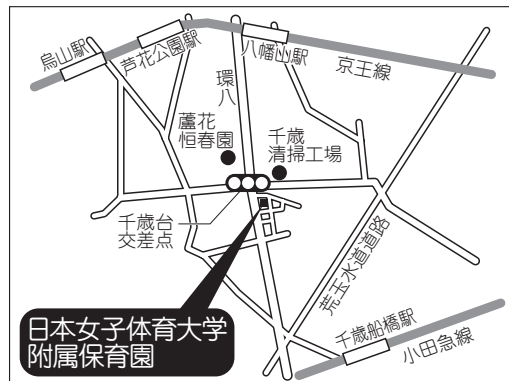 烏山駅
芦花公園駅
八幡山駅
京王線
環八
蘆花
恒春園
千歳
清掃工場
千歳台
交差点
荒玉水道道路
日本女子体育大学
附属保育園
千歳船橋駅
小田急線